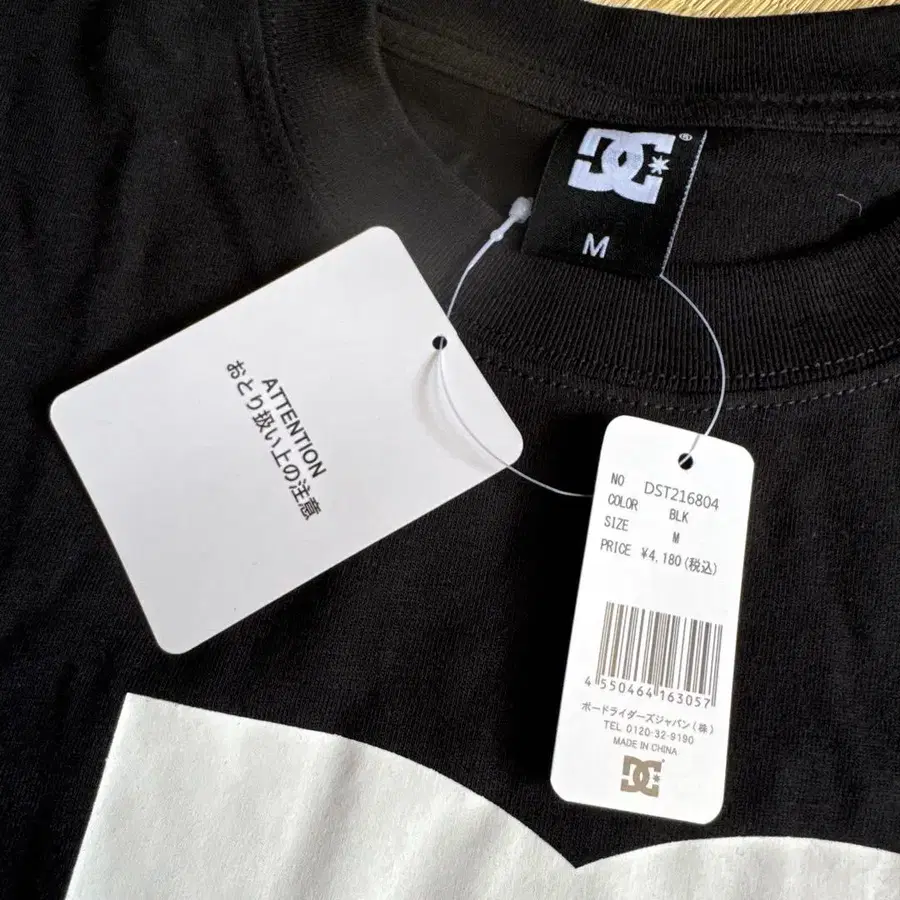 DC
®
M
ATTENTION
おとり扱い上の注意
NO DST216804
COLOR BLK
SIZE M
PRICE ¥4,180(税込)
4 550464 163057
ボードライダーズジャパン(株)
TEL 0120-32-9190
MADE IN CHINA
DC